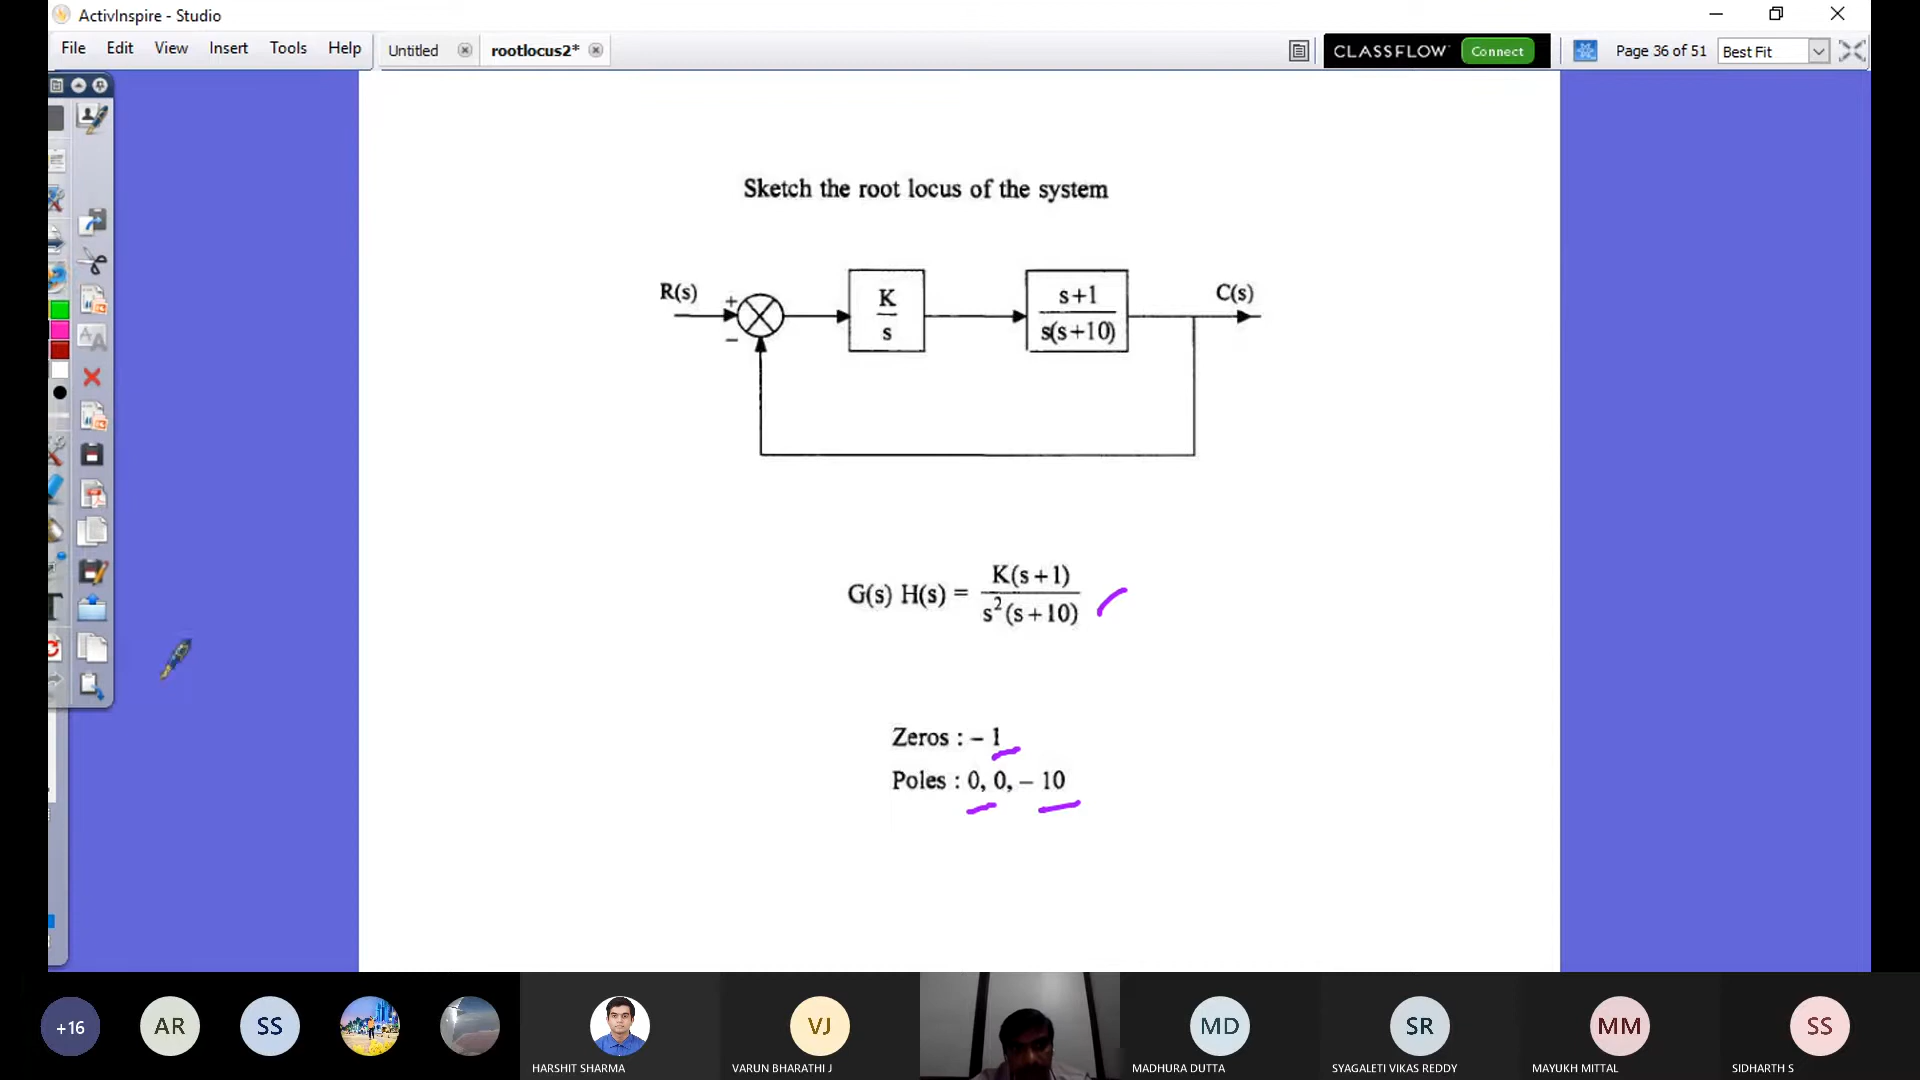 ActivInspire - Studio
File Edit View Insert Tools Help
Untitled
rootlocus2*
CLASSFLOW Connect
Page 36 of 51
Best Fit
Sketch the root locus of the system
R(s)
+
−
K
s
s+1
s(s+10)
C(s)
G(s) H(s) = K(s+1)
s²(s+10)
Zeros : – 1
Poles : 0, 0, – 10
+16
AR
SS
VJ
MD
SR
MM
SS
HARSHIT SHARMA
VARUN BHARATHI J
MADHURA DUTTA
SYAGALETI VIKAS REDDY
MAYUKH MITTAL
SIDHARTH S